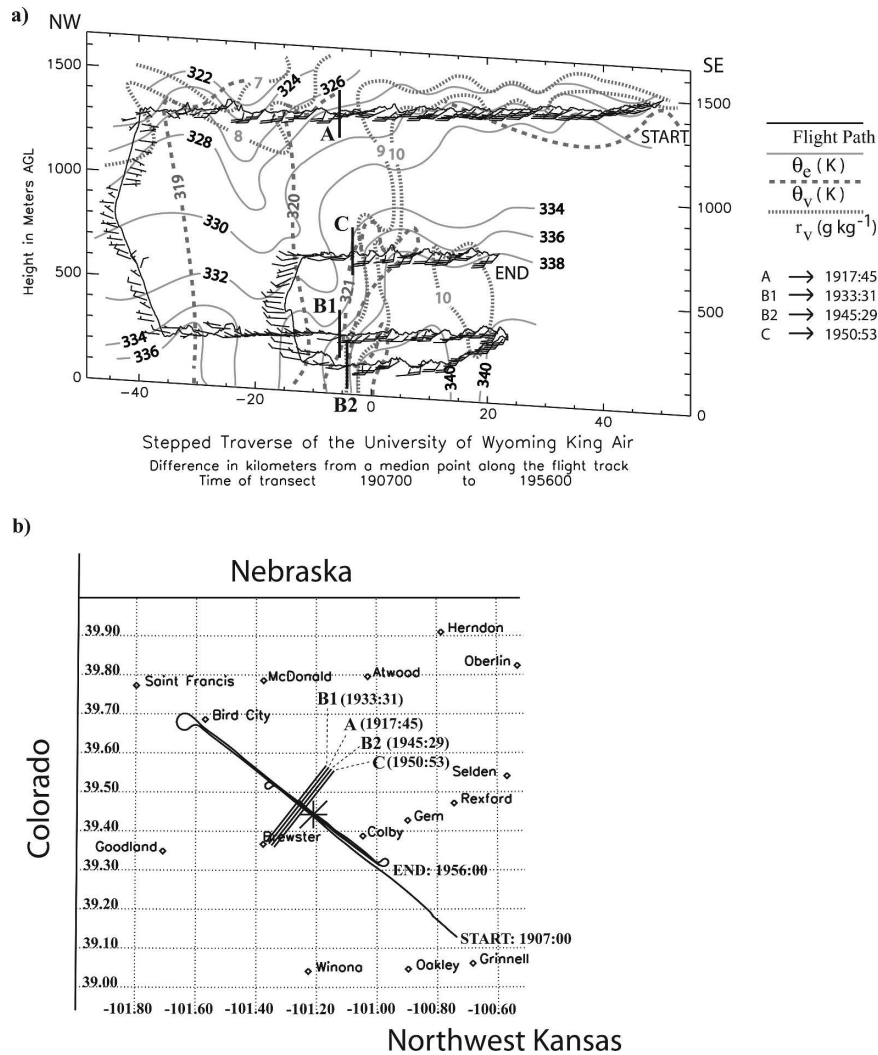 a)
NW
SE
1500
1000
500
0
Height in Meters AGL
322
7
324
326
8
328
A
9
10
START
1500
319
320
330
C
334
1000
336
338
332
END
B1
321
10
500
334
336
346
340
0
B2
−40
−20
0
20
Stepped Traverse of the University of Wyoming King Air
Difference in kilometers from a median point along the flight track
Time of transect 190700 to 195600
Flight Path
θe (K)
θv (K)
rv (g kg-1)
A → 1917:45
B1 → 1933:31
B2 → 1945:29
C → 1950:53
b)
Nebraska
39.90
Herndon
39.80
Oberlin
Saint Francis
McDonald
Atwood
39.70
Bird City
B1 (1933:31)
A (1917:45)
39.60
B2 (1945:29)
C (1950:53)
Selden
39.50
Rexford
Gem
39.40
Colby
Brewster
Goodland
39.30
END: 1956:00
39.20
START: 1907:00
39.10
Grinnell
Winona
Oakley
39.00
-101.80
-101.60
-101.40
-101.20
-101.00
-100.80
-100.60
Colorado
Northwest Kansas